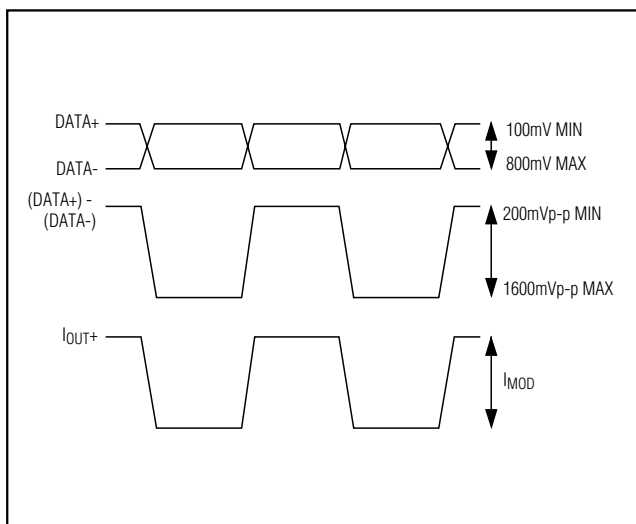 DATA+
100mV MIN
DATA-
800mV MAX
(DATA+) -
(DATA-)
200mVp-p MIN
1600mVp-p MAX
IOUT+
IMOD